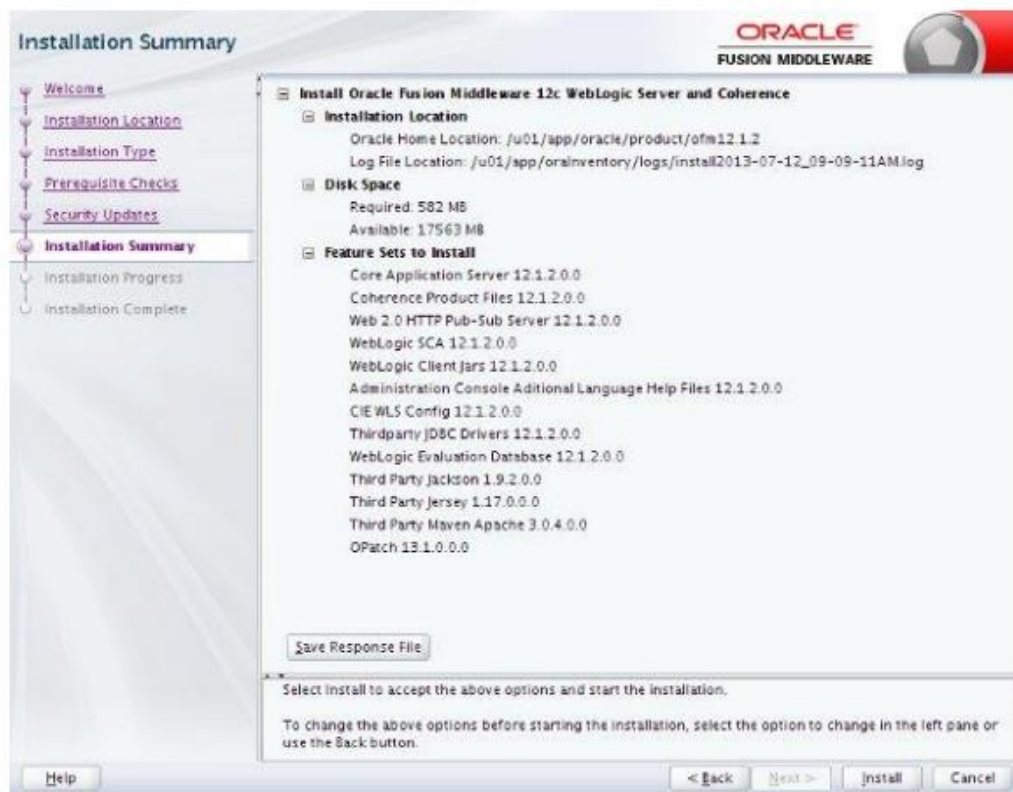 Installation Summary
ORACLE
FUSION MIDDLEWARE
Welcome
Installation Location
Installation Type
Prerequisite Checks
Security Updates
Installation Summary
Installation Progress
Installation Complete
Install Oracle Fusion Middleware 12c WebLogic Server and Coherence
Installation Location
Oracle Home Location: /u01/app/oracle/product/ofm12.1.2
Log File Location: /u01/app/oraInventory/logs/install2013-07-12_09-09-11AM.log
Disk Space
Required: 582 MB
Available: 17563 MB
Feature Sets to Install
Core Application Server 12.1.2.0.0
Coherence Product Files 12.1.2.0.0
Web 2.0 HTTP Pub-Sub Server 12.1.2.0.0
WebLogic SCA 12.1.2.0.0
WebLogic Client Jars 12.1.2.0.0
Administration Console Aditional Language Help Files 12.1.2.0.0
CIE WLS Config 12.1.2.0.0
Thirdparty JDBC Drivers 12.1.2.0.0
WebLogic Evaluation Database 12.1.2.0.0
Third Party Jackson 1.9.2.0.0
Third Party Jersey 1.17.0.0.0
Third Party Maven Apache 3.0.4.0.0
OPatch 13.1.0.0.0
Save Response File
Select Install to accept the above options and start the installation.
To change the above options before starting the installation, select the option to change in the left pane or
use the Back button.
Help
< Back
Next >
Install
Cancel